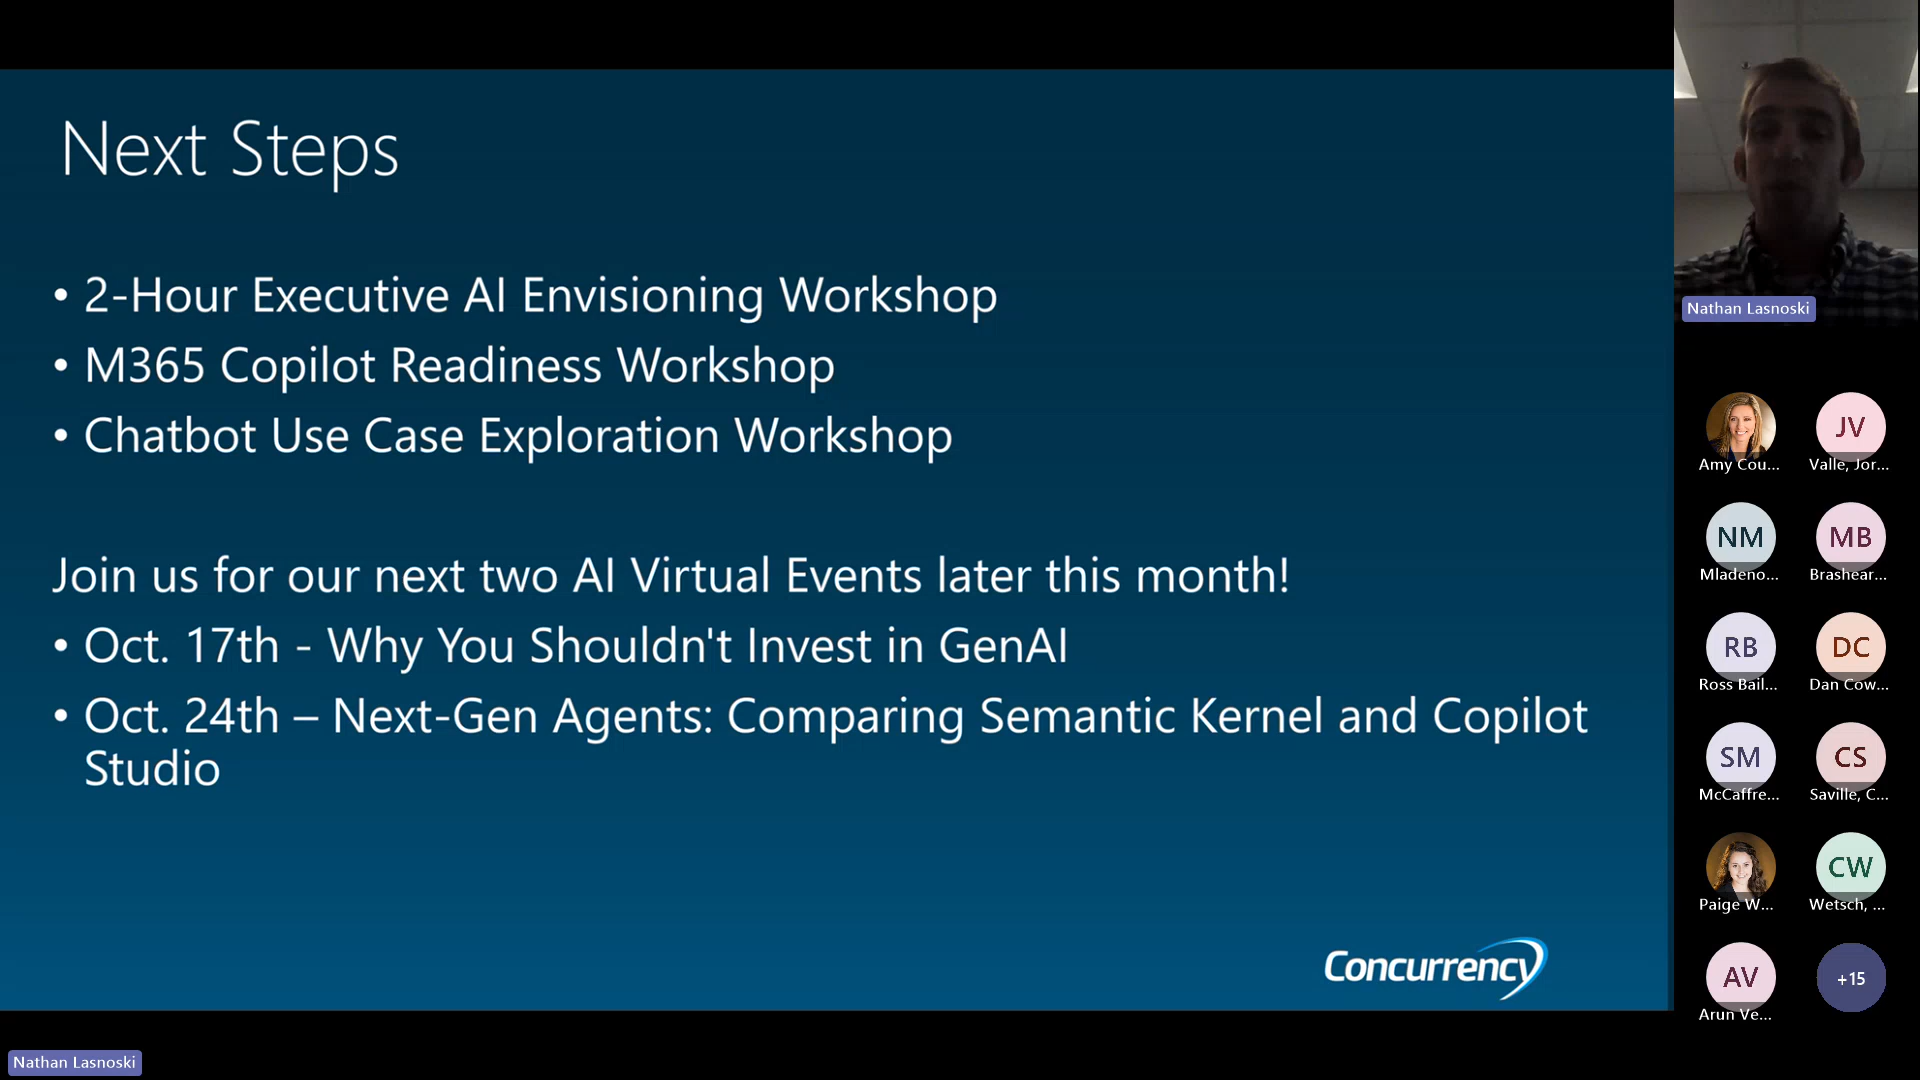 Next Steps
• 2-Hour Executive AI Envisioning Workshop
• M365 Copilot Readiness Workshop
• Chatbot Use Case Exploration Workshop
Join us for our next two AI Virtual Events later this month!
• Oct. 17th - Why You Shouldn't Invest in GenAI
• Oct. 24th – Next-Gen Agents: Comparing Semantic Kernel and Copilot
Studio
Concurrency
Nathan Lasnoski
Nathan Lasnoski
Amy Cou...
JV
Valle, Jor...
NM
Mladeno...
MB
Brashear...
RB
Ross Bail...
DC
Dan Cow...
SM
McCaffre...
CS
Saville, C...
Paige W...
CW
Wetsch, ...
AV
Arun Ve...
+15